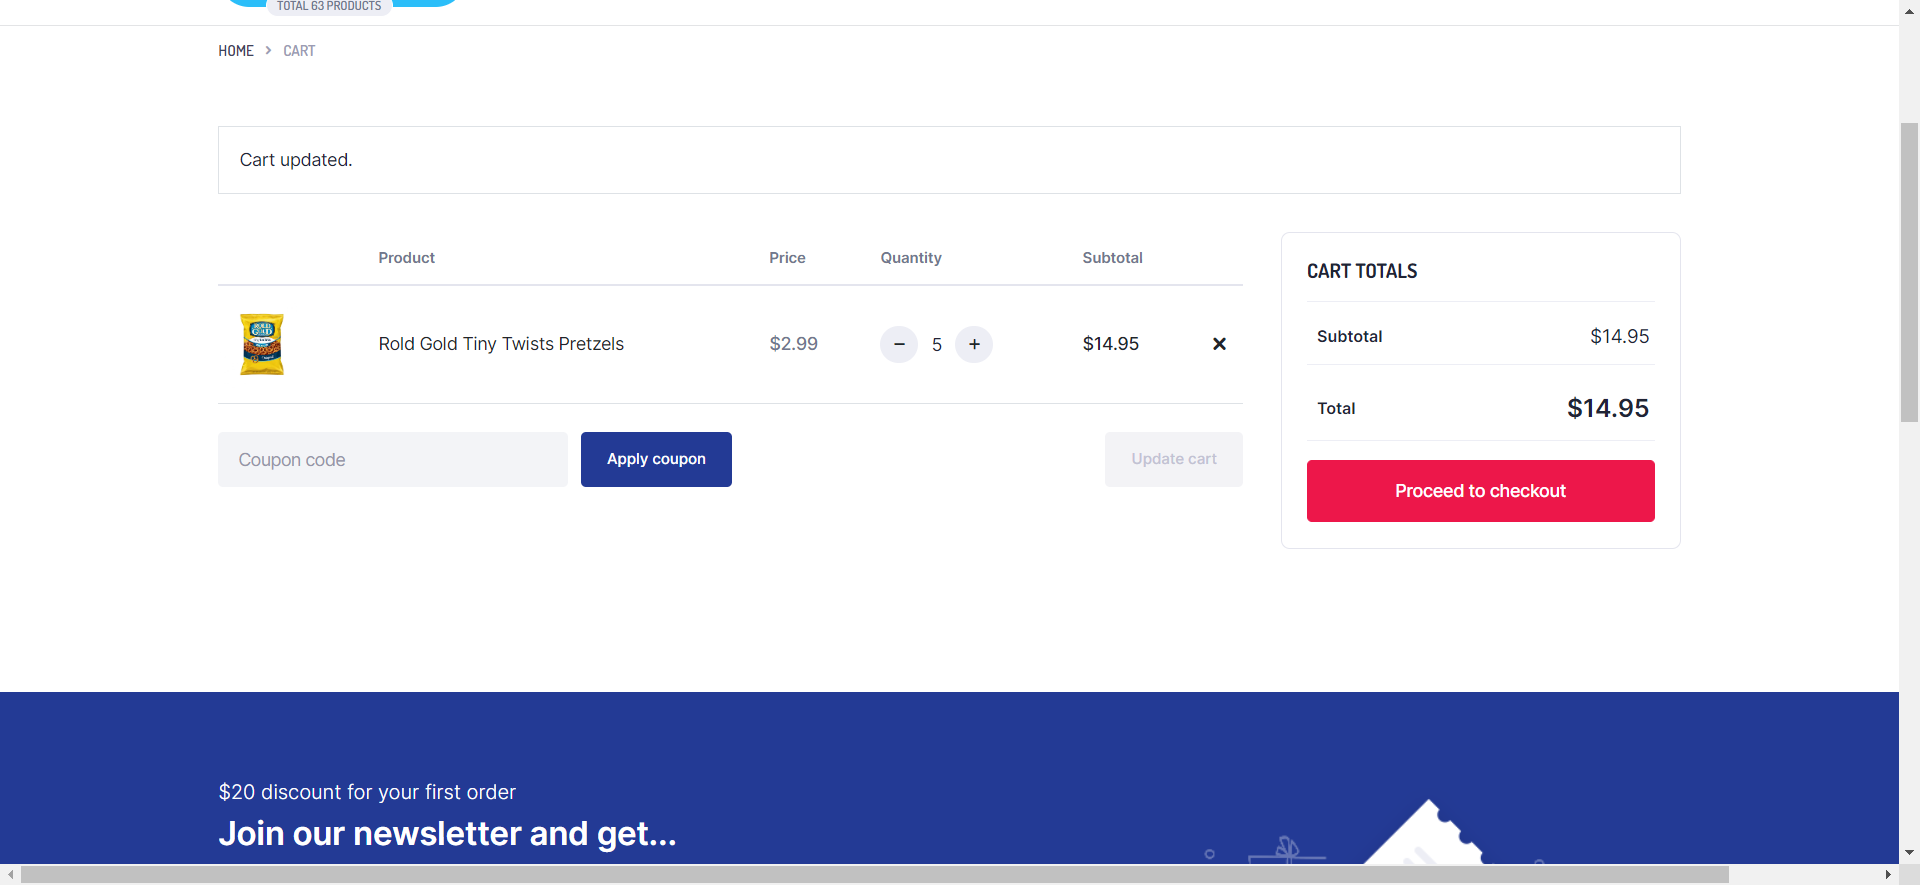 TOTAL 63 PRODUCTS
HOME > CART
Cart updated.
Product Price Quantity Subtotal
ROLD GOLD
Rold Gold Tiny Twists Pretzels $2.99 − 5 + $14.95 ×
Coupon code Apply coupon Update cart
CART TOTALS
Subtotal $14.95
Total $14.95
Proceed to checkout
$20 discount for your first order
Join our newsletter and get...